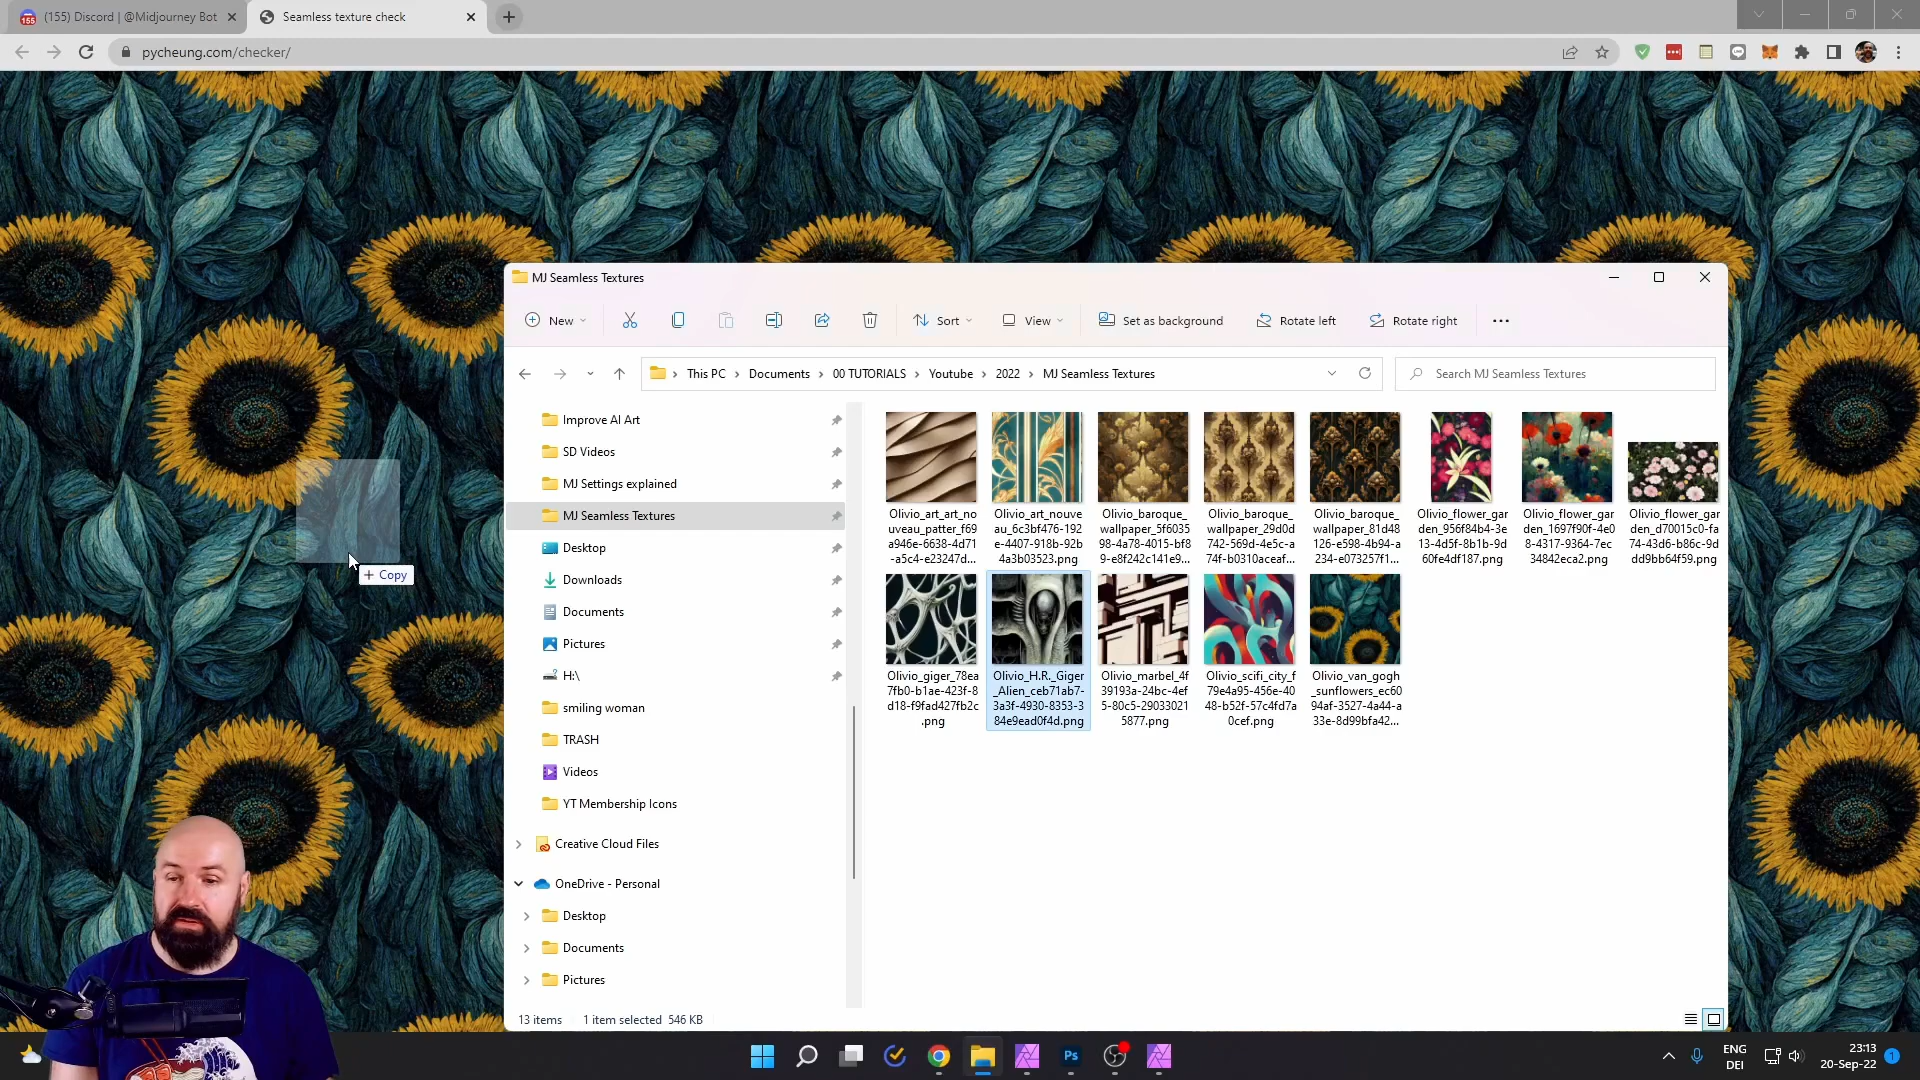 (155) Discord | @Midjourney Bot
Seamless texture check
pycheung.com/checker/
MJ Seamless Textures
New
Sort
View
Set as background
Rotate left
Rotate right
This PC > Documents > 00 TUTORIALS > Youtube > 2022 > MJ Seamless Textures
Search MJ Seamless Textures
Improve AI Art
SD Videos
MJ Settings explained
MJ Seamless Textures
Desktop
Downloads
Documents
Pictures
H:\
smiling woman
TRASH
Videos
YT Membership Icons
Creative Cloud Files
OneDrive - Personal
Desktop
Documents
Pictures
Olivio_art_art_no
uveau_patter_f69
a946e-6638-4d71
-a5c4-e23247d...
Olivio_art_nouve
au_6c3bf476-192
e-4407-918b-92b
4a3b03523.png
Olivio_baroque_
wallpaper_5f6035
98-4a78-4015-bf8
9-e8f242c141e9...
Olivio_baroque_
wallpaper_29d0d
742-569d-4e5c-a
74f-b0310aceaf...
Olivio_baroque_
wallpaper_81d48
126-e598-4b94-a
234-e073257f1...
Olivio_flower_gar
den_956f84b4-3e
13-4d5f-8b1b-9d
60fe4df187.png
Olivio_flower_gar
den_1697f90f-4e0
8-4317-9364-7ec
34842eca2.png
Olivio_flower_gar
den_d70015c0-fa
74-43d6-b86c-9d
dd9bb64f59.png
Olivio_giger_78ea
7fb0-b1ae-423f-8
d18-f9fad427fb2c
.png
Olivio_H.R._Giger
_Alien_ceb71ab7-
3a3f-4930-8353-3
84e9ead0f4d.png
Olivio_marbel_4f
39193a-24bc-4ef
5-80c5-29033021
5877.png
Olivio_scifi_city_f
79e4a95-456e-40
48-b52f-57c4fd7a
0cef.png
Olivio_van_gogh
_sunflowers_ec60
94af-3527-4a44-a
33e-8d99bfa42...
+ Copy
13 items
1 item selected 546 KB
Ps
ENG
DEI
23:13
20-Sep-22
1